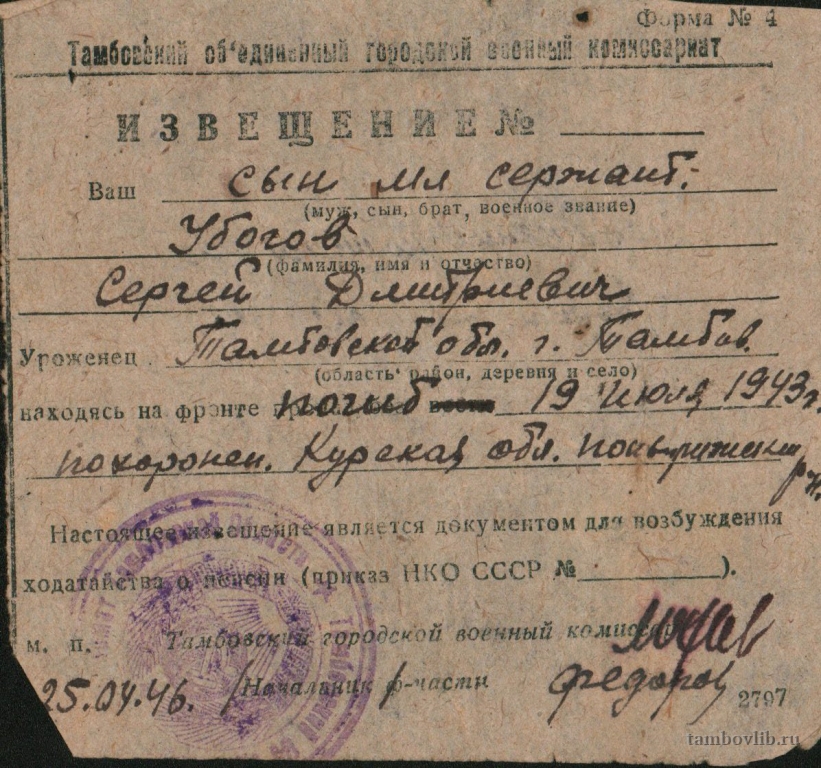 Форма № 4
Тамбовский об‘единенный городской военный комиссариат
ИЗВЕЩЕНИЕ №
Ваш сын мл сержант.
(муж, сын, брат, военное звание)
Убогов
(фамилия, имя и отчество)
Сергей Дмитриевич
Уроженец Тамбовской обл. г. Тамбов.
(область, район, деревня и село)
находясь на фронте погиб 19 июля 1943 г.
похоронен. Курская обл. р-н.
Настоящее извещение является документом для возбуждения
ходатайства о пенсии (приказ НКО СССР № ).
м. п. Тамбовский городской военный комиссар
25.04.46. /Начальник ф-части Федоров
2797
tamborlib.ru